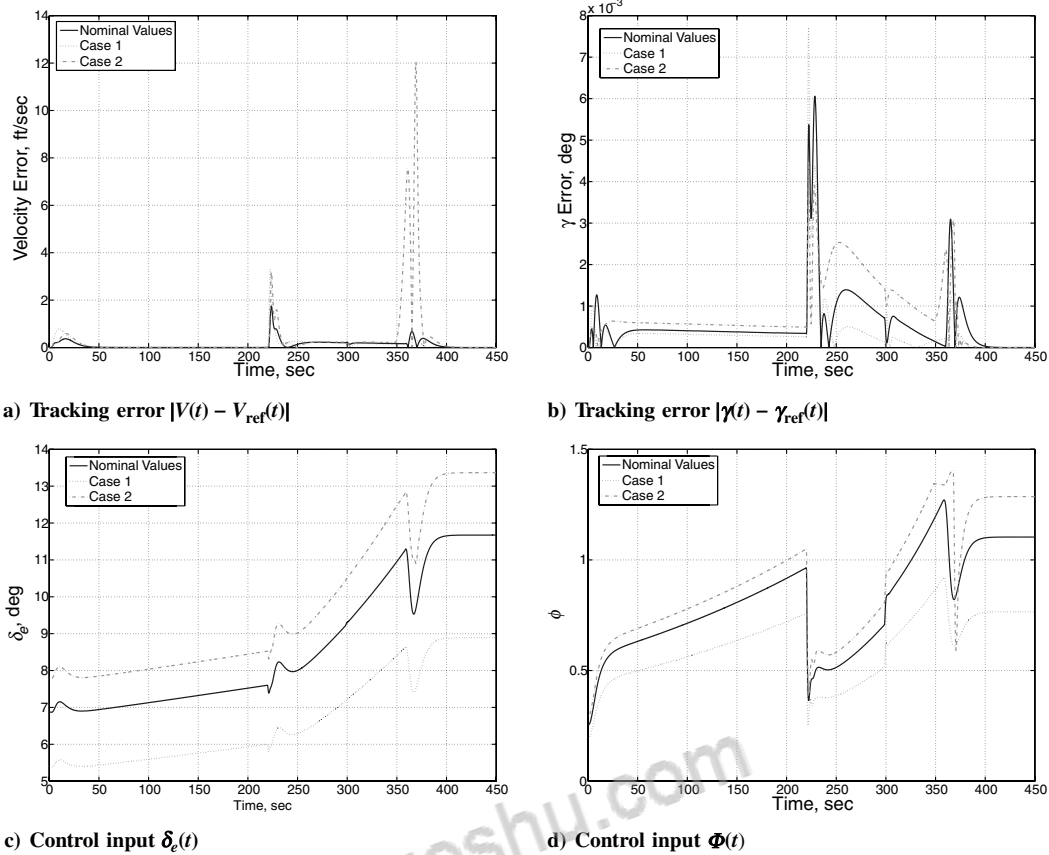 Nominal Values
Case 1
Case 2
14
12
10
8
6
4
2
0
Velocity Error, ft/sec
0 50 100 150 200 250 300 350 400 450
Time, sec
a) Tracking error |V(t) – V_ref(t)|
x 10⁻³
Nominal Values
Case 1
Case 2
8
7
6
5
4
3
2
1
0
γ Error, deg
0 50 100 150 200 250 300 350 400 450
Time, sec
b) Tracking error |γ(t) – γ_ref(t)|
Nominal Values
Case 1
Case 2
14
13
12
11
10
9
8
7
6
5
δ_e, deg
0 50 100 150 200 250 300 350 400 450
Time, sec
c) Control input δ_e(t)
Nominal Values
Case 1
Case 2
1.5
1
0.5
0
ϕ
0 50 100 150 200 250 300 350 400 450
Time, sec
d) Control input Φ(t)